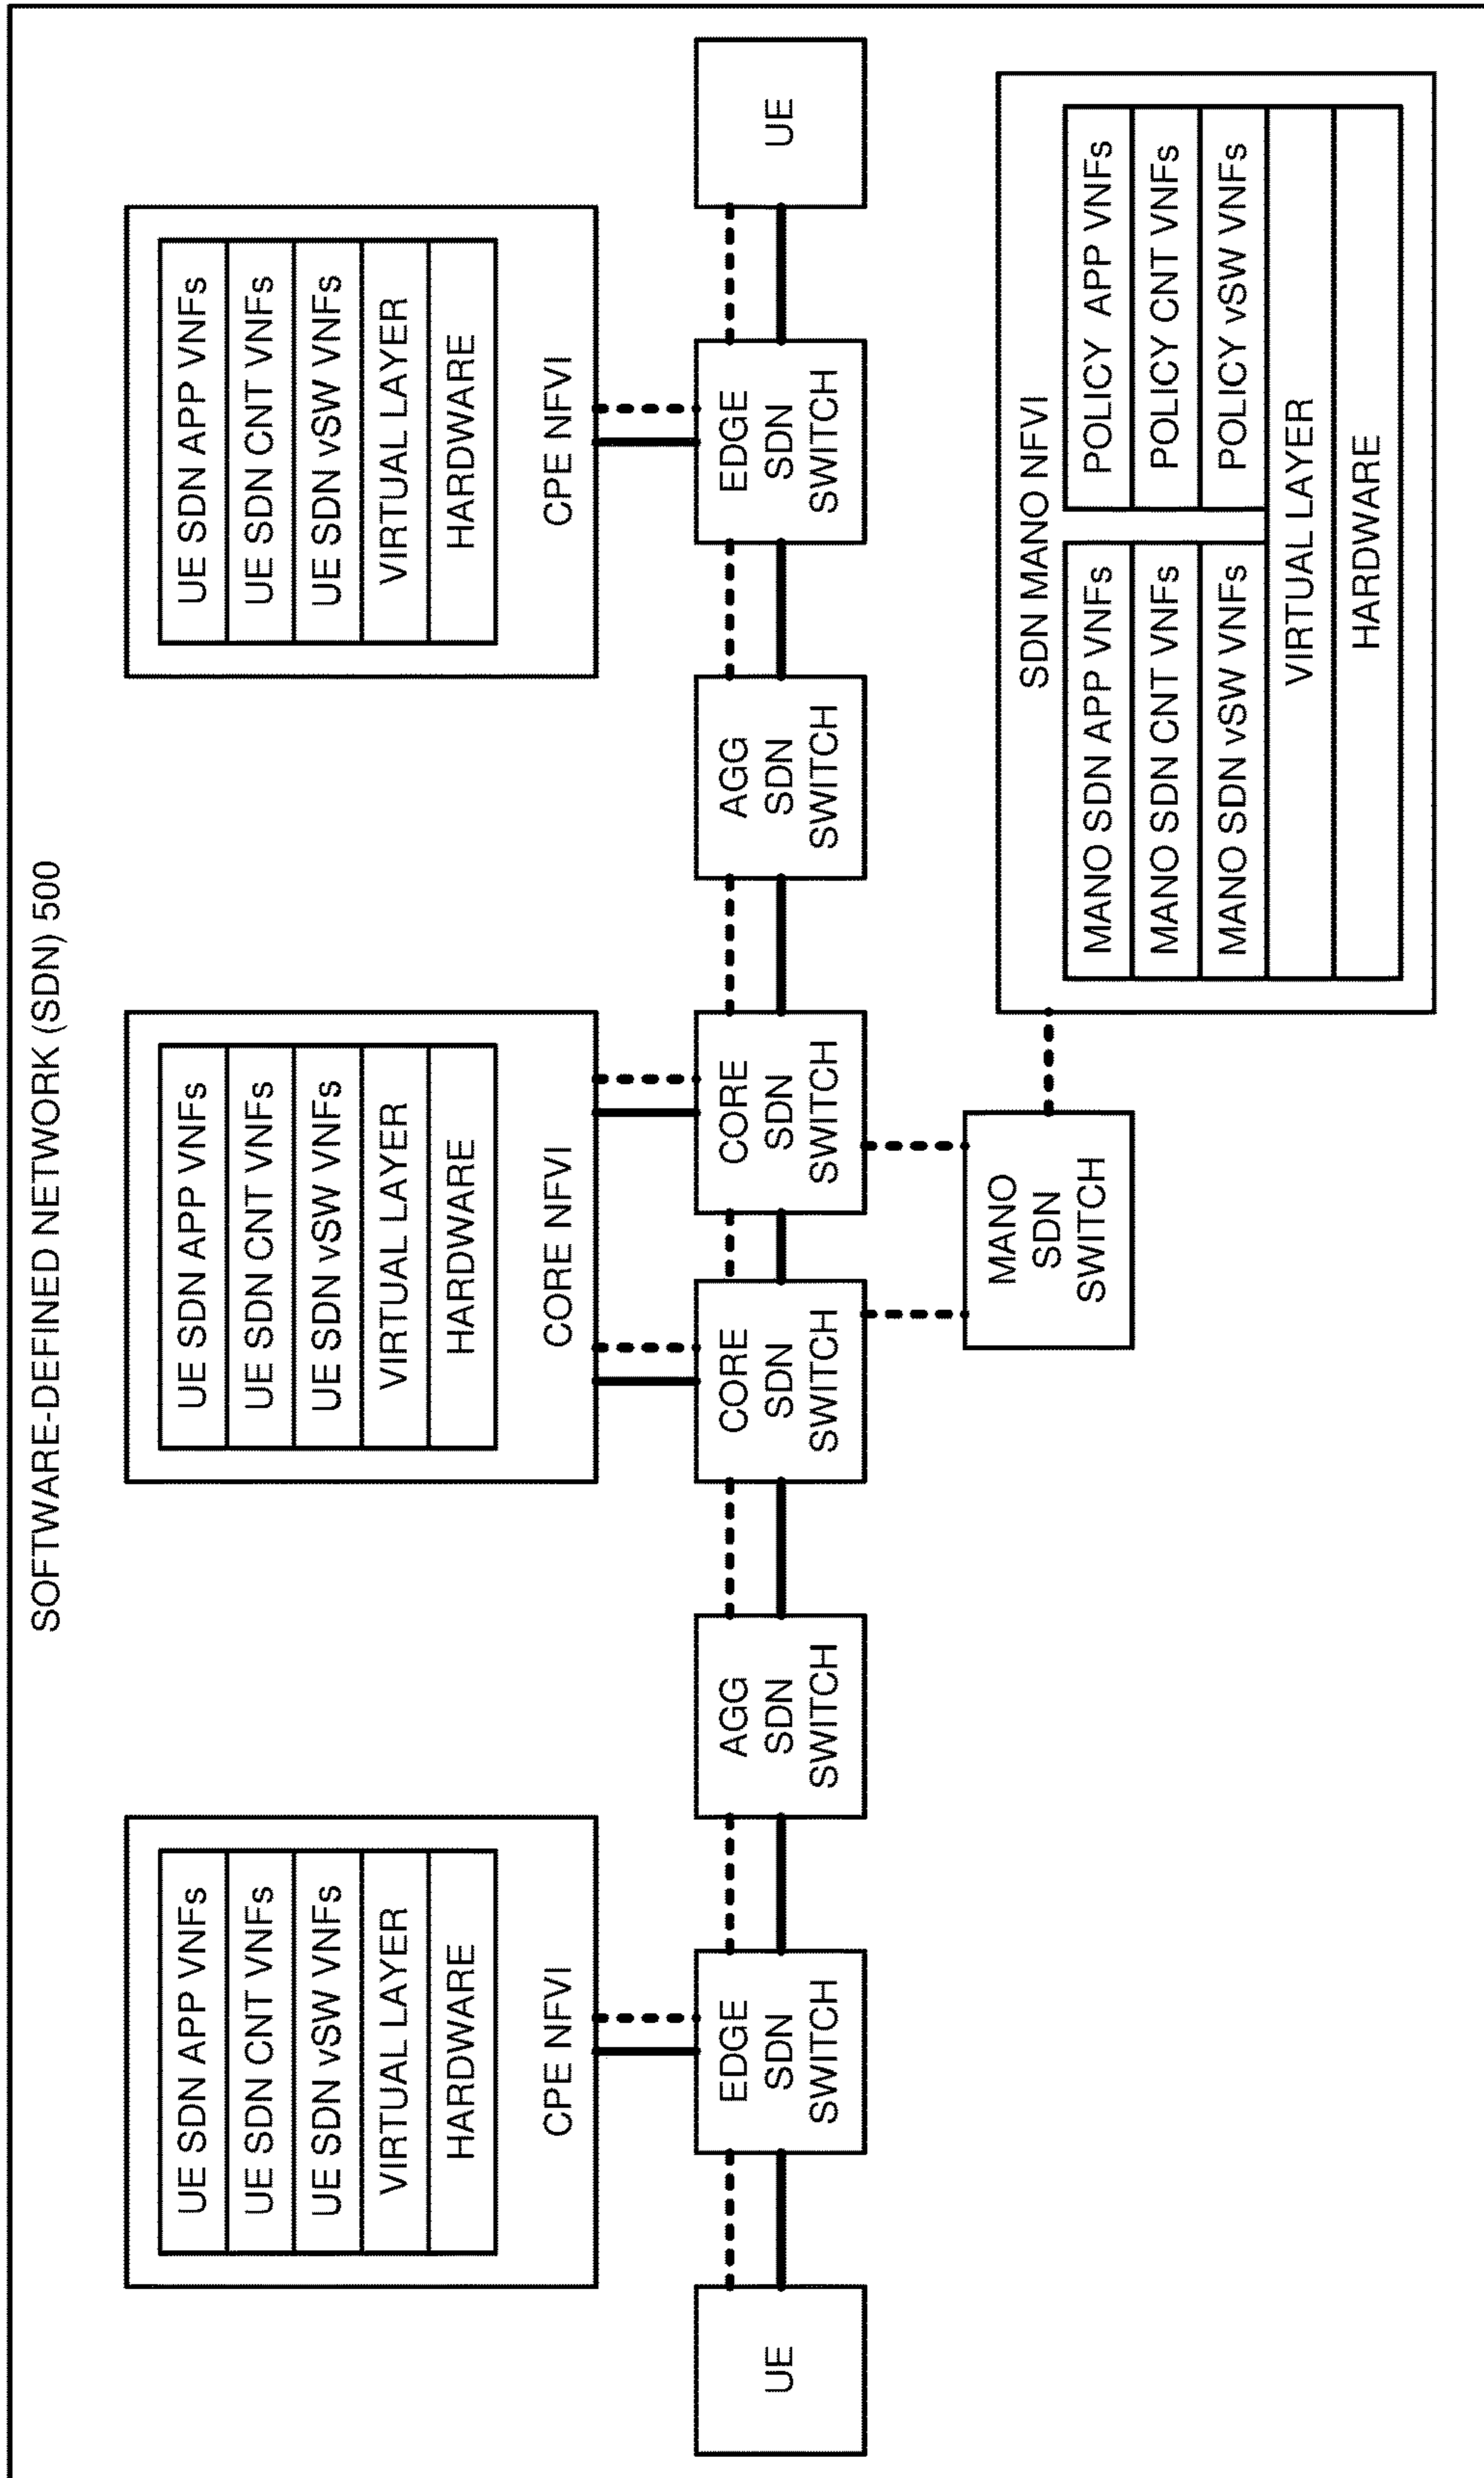 SOFTWARE-DEFINED NETWORK (SDN) 500
UE SDN APP VNFs
UE SDN CNT VNFs
UE SDN vSW VNFs
VIRTUAL LAYER
HARDWARE
CPE NFVI
UE SDN APP VNFs
UE SDN CNT VNFs
UE SDN vSW VNFs
VIRTUAL LAYER
HARDWARE
CORE NFVI
UE SDN APP VNFs
UE SDN CNT VNFs
UE SDN vSW VNFs
VIRTUAL LAYER
HARDWARE
CPE NFVI
UE
EDGE
SDN
SWITCH
AGG
SDN
SWITCH
CORE
SDN
SWITCH
CORE
SDN
SWITCH
AGG
SDN
SWITCH
EDGE
SDN
SWITCH
UE
MANO
SDN
SWITCH
SDN MANO NFVI
MANO SDN APP VNFs
MANO SDN CNT VNFs
MANO SDN vSW VNFs
POLICY APP VNFs
POLICY CNT VNFs
POLICY vSW VNFs
VIRTUAL LAYER
HARDWARE